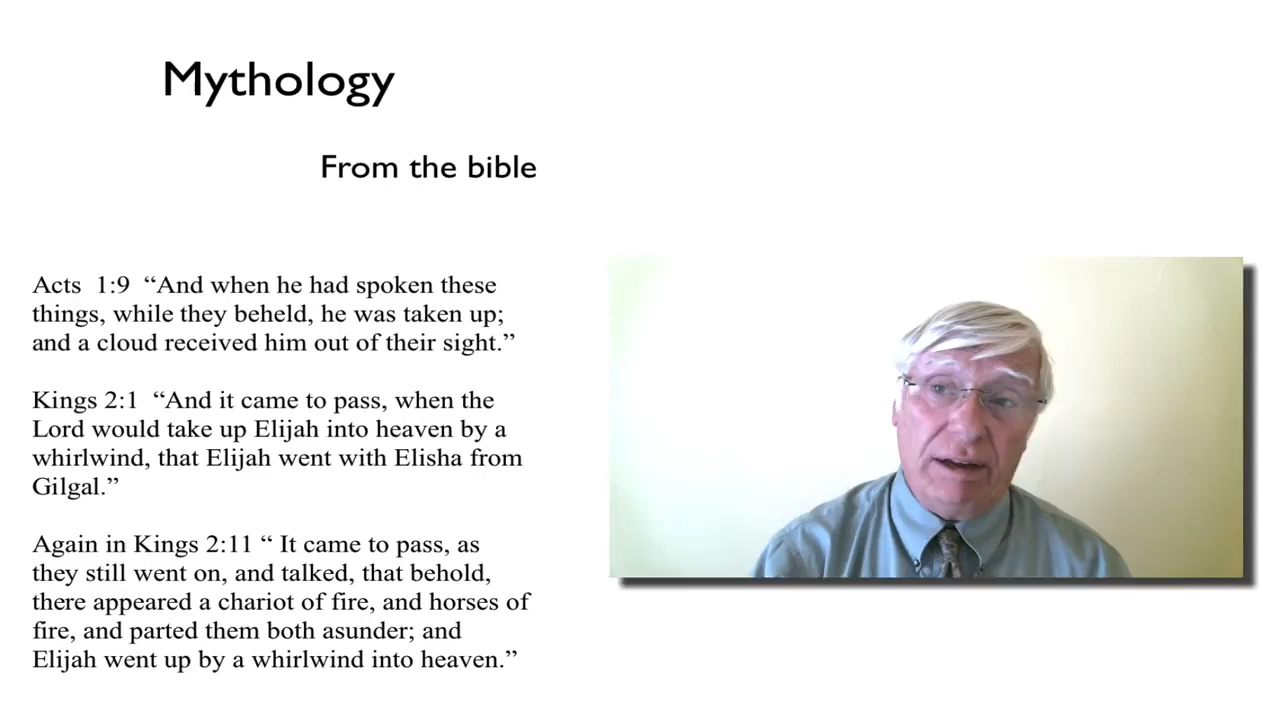 Mythology
From the bible
Acts  1:9  “And when he had spoken these
things, while they beheld, he was taken up;
and a cloud received him out of their sight.”
Kings 2:1  “And it came to pass, when the
Lord would take up Elijah into heaven by a
whirlwind, that Elijah went with Elisha from
Gilgal.”
Again in Kings 2:11 “ It came to pass, as
they still went on, and talked, that behold,
there appeared a chariot of fire, and horses of
fire, and parted them both asunder; and
Elijah went up by a whirlwind into heaven.”